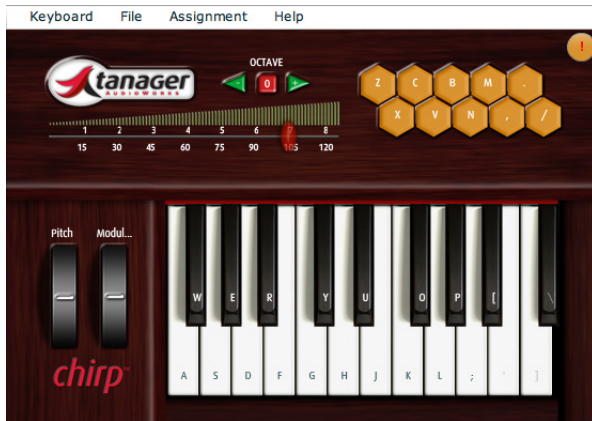 Keyboard File Assignment Help
!
tanager
AUDIOWORKS
OCTAVE
- 0 +
Z C B M .
X V N , /
1 2 3 4 5 6 7 8
15 30 45 60 75 90 105 120
Pitch Modul...
W E R Y U O P [ \
A S D F G H J K L ; ' ]
chirp™